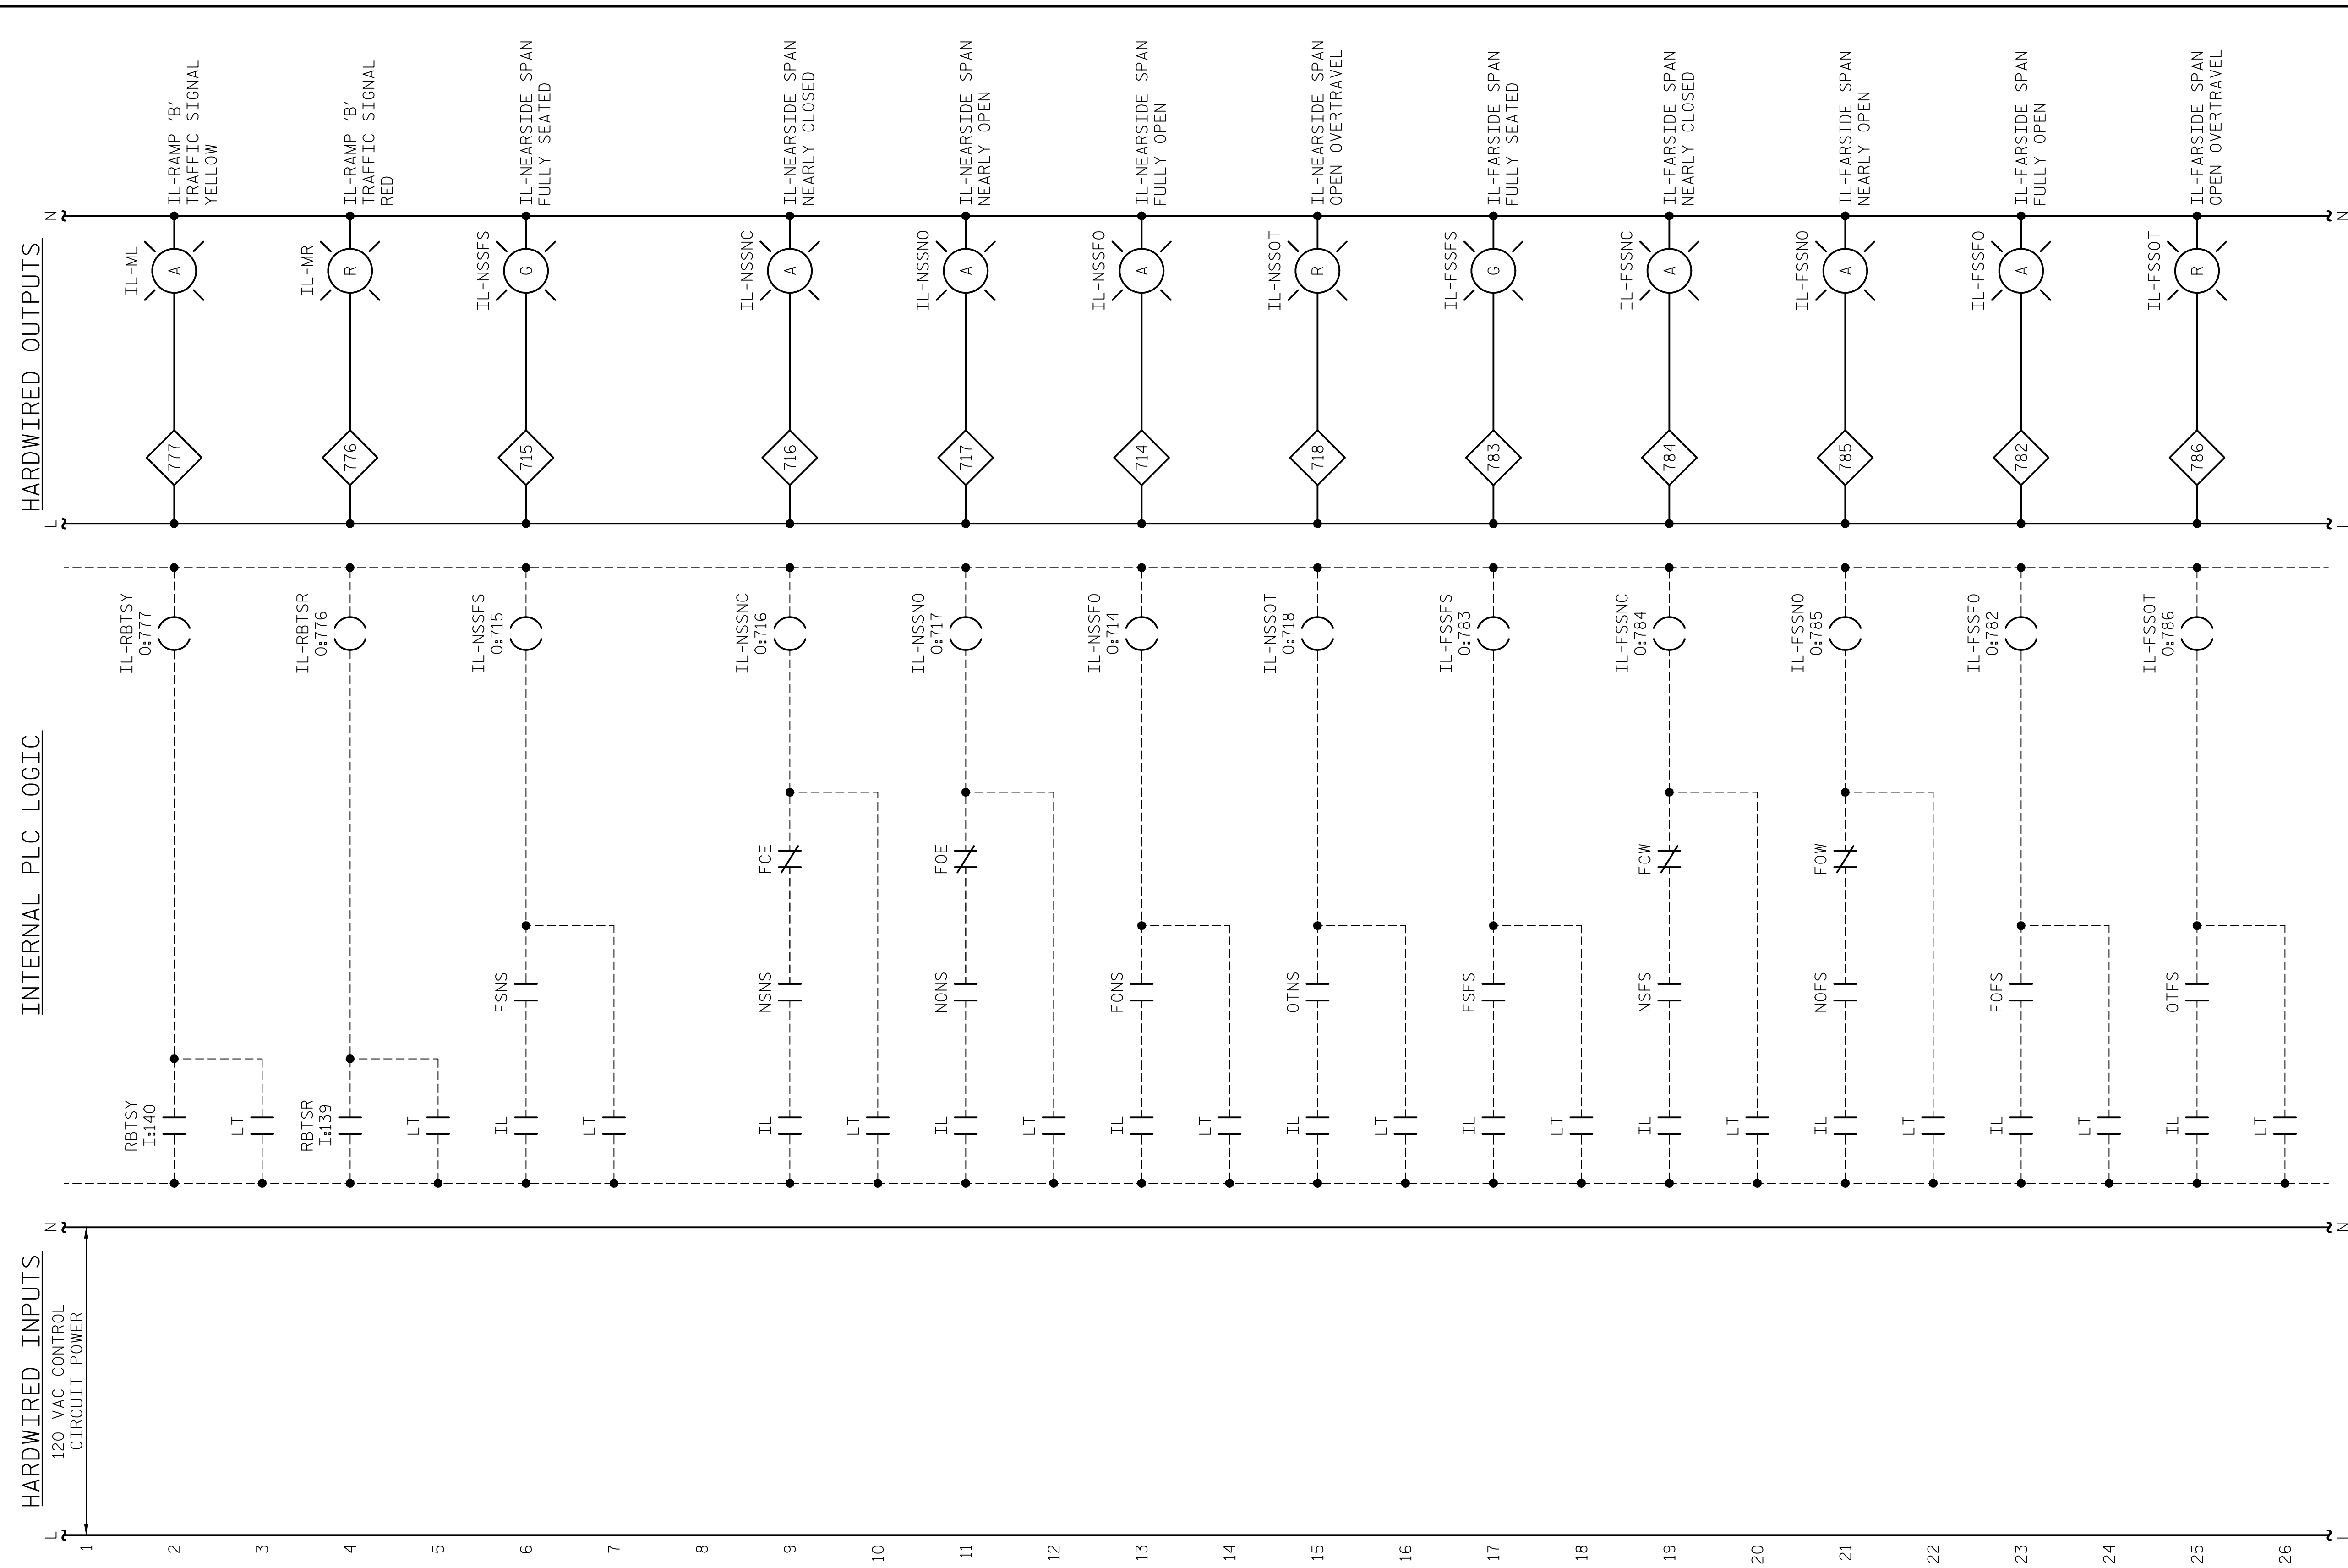 HARDWIRED INPUTS
INTERNAL PLC LOGIC
HARDWIRED OUTPUTS
L
120 VAC CONTROL
CIRCUIT POWER
N
L
N
1
2
RBTSY
I:140
IL-RBTSY
O:777
777
IL-ML
A
IL-RAMP 'B'
TRAFFIC SIGNAL
YELLOW
3
LT
4
RBTSR
I:139
IL-RBTSR
O:776
776
IL-MR
R
IL-RAMP 'B'
TRAFFIC SIGNAL
RED
5
LT
6
IL
FSNS
IL-NSSFS
O:715
715
IL-NSSFS
G
IL-NEARSIDE SPAN
FULLY SEATED
7
LT
8
9
IL
NSNS
FCE
IL-NSSNC
O:716
716
IL-NSSNC
A
IL-NEARSIDE SPAN
NEARLY CLOSED
10
LT
11
IL
NONS
FOE
IL-NSSNO
O:717
717
IL-NSSNO
A
IL-NEARSIDE SPAN
NEARLY OPEN
12
LT
13
IL
FONS
IL-NSSFO
O:714
714
IL-NSSFO
A
IL-NEARSIDE SPAN
FULLY OPEN
14
LT
15
IL
OTNS
IL-NSSOT
O:718
718
IL-NSSOT
R
IL-NEARSIDE SPAN
OPEN OVERTRAVEL
16
LT
17
IL
FSFS
IL-FSSFS
O:783
783
IL-FSSFS
G
IL-FARSIDE SPAN
FULLY SEATED
18
LT
19
IL
NSFS
FCW
IL-FSSNC
O:784
784
IL-FSSNC
A
IL-FARSIDE SPAN
NEARLY CLOSED
20
LT
21
IL
NOFS
FOW
IL-FSSNO
O:785
785
IL-FSSNO
A
IL-FARSIDE SPAN
NEARLY OPEN
22
LT
23
IL
FOFS
IL-FSSFO
O:782
782
IL-FSSFO
A
IL-FARSIDE SPAN
FULLY OPEN
24
LT
25
IL
OTFS
IL-FSSOT
O:786
786
IL-FSSOT
R
IL-FARSIDE SPAN
OPEN OVERTRAVEL
26
LT
L
N
L
N